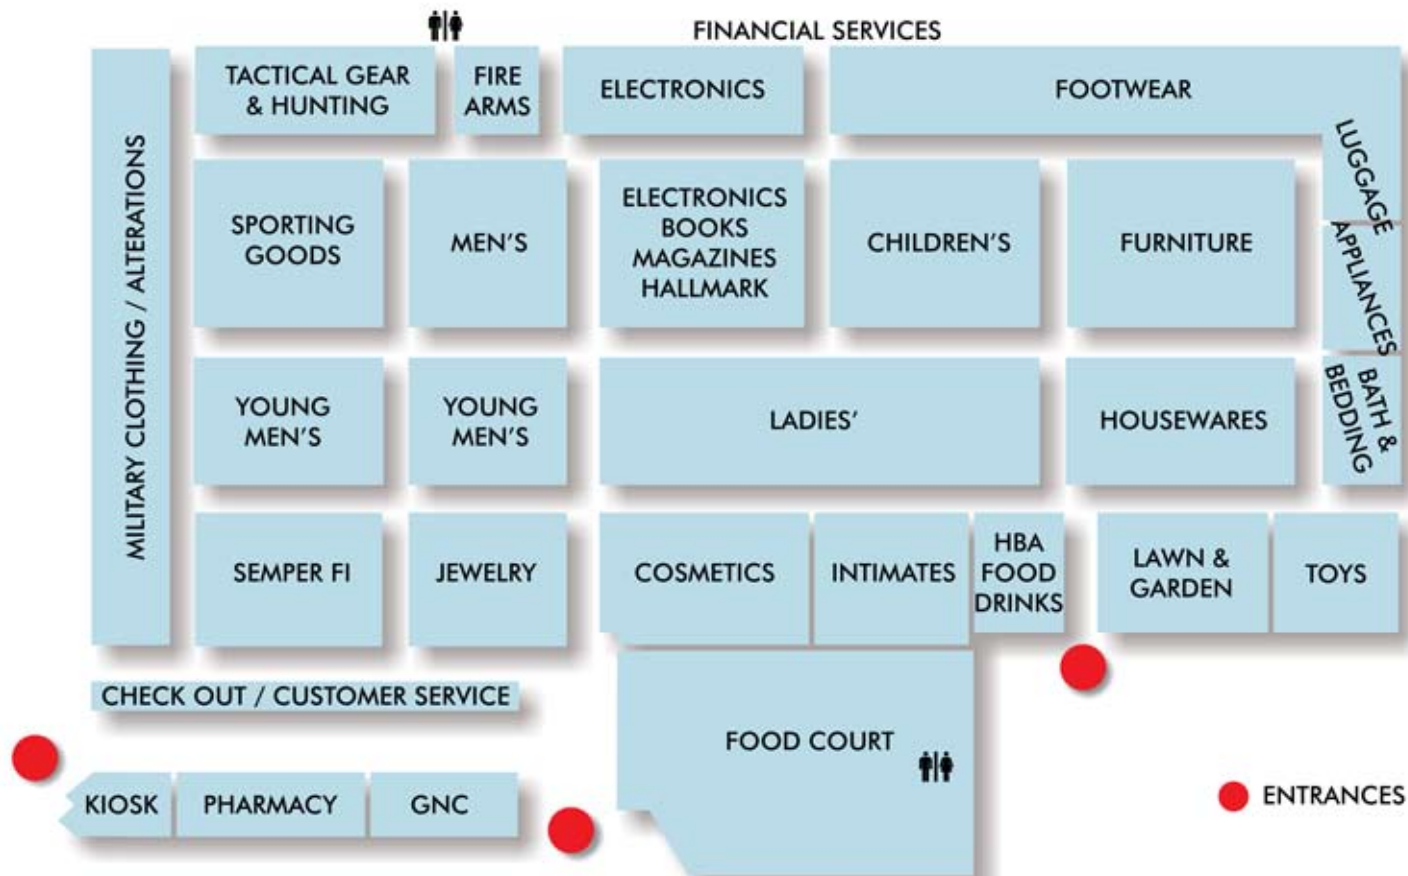 FINANCIAL SERVICES
TACTICAL GEAR
& HUNTING
FIRE
ARMS
ELECTRONICS
FOOTWEAR
LUGGAGE
MILITARY CLOTHING / ALTERATIONS
SPORTING
GOODS
MEN'S
ELECTRONICS
BOOKS
MAGAZINES
HALLMARK
CHILDREN'S
FURNITURE
APPLIANCES
YOUNG
MEN'S
YOUNG
MEN'S
LADIES'
HOUSEWARES
BATH &
BEDDING
SEMPER FI
JEWELRY
COSMETICS
INTIMATES
HBA
FOOD
DRINKS
LAWN &
GARDEN
TOYS
CHECK OUT / CUSTOMER SERVICE
FOOD COURT
KIOSK
PHARMACY
GNC
ENTRANCES